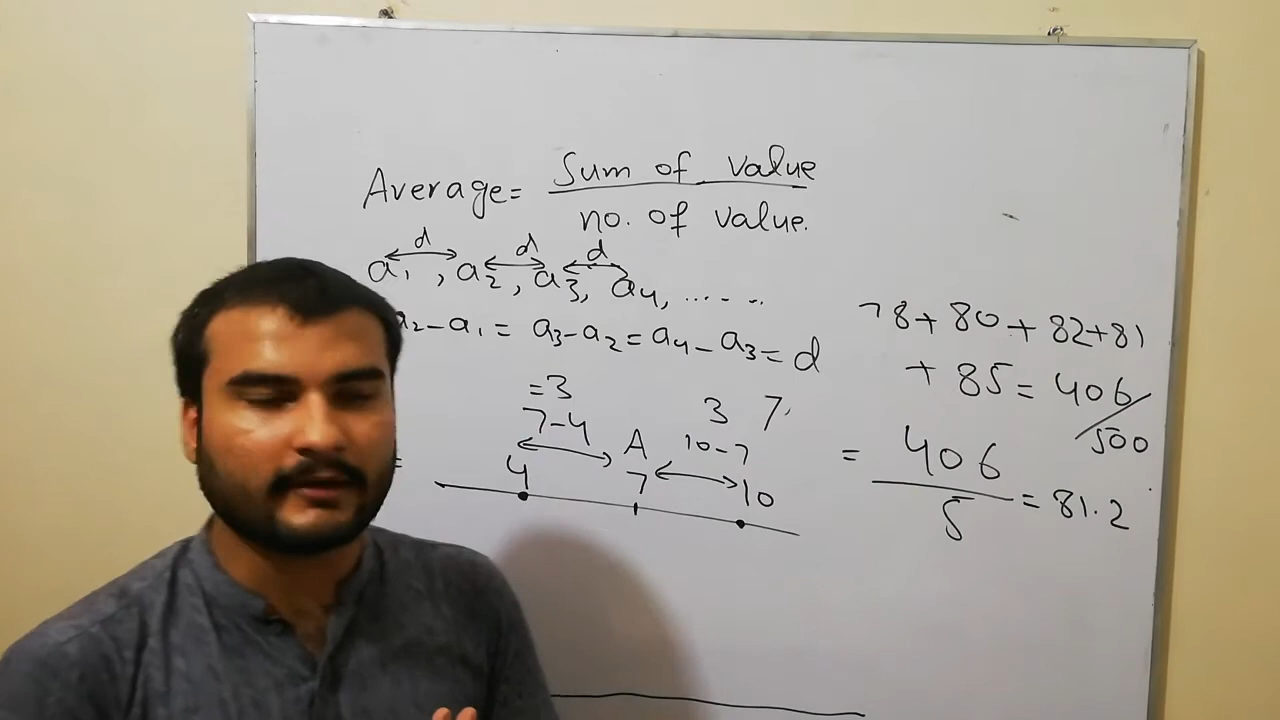 Average = Sum of value
no. of value.
d d d
a1, a2, a3, a4, ......
a2 - a1 = a3 - a2 = a4 - a3 = d
=3
7-4 A 10-7 3 7
4 7 10
=
78 + 80 + 82 + 81
+ 85 = 406/500
= 406/5 = 81.2